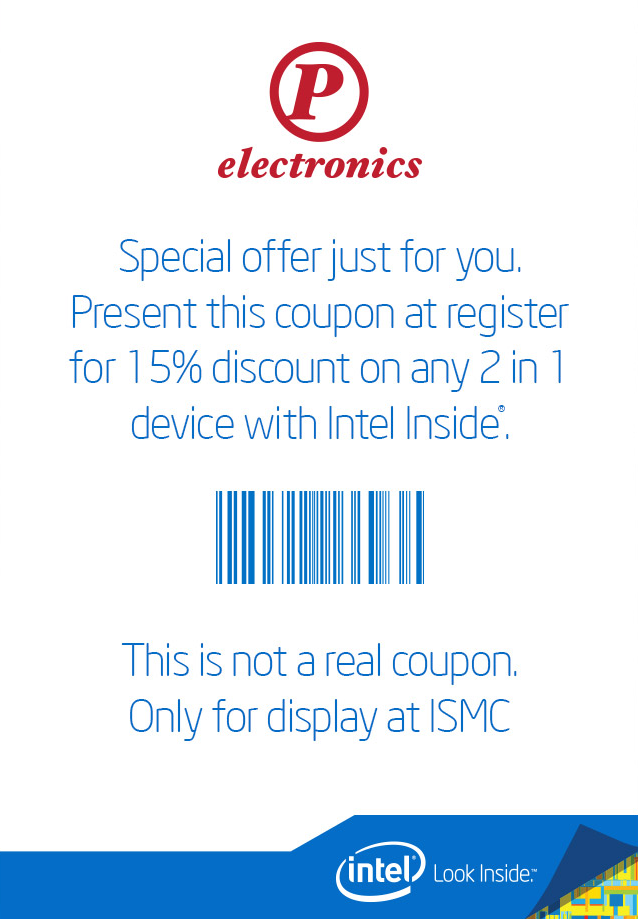 P
electronics
Special offer just for you.
Present this coupon at register
for 15% discount on any 2 in 1
device with Intel Inside®.
This is not a real coupon.
Only for display at ISMC
intel® Look Inside.™